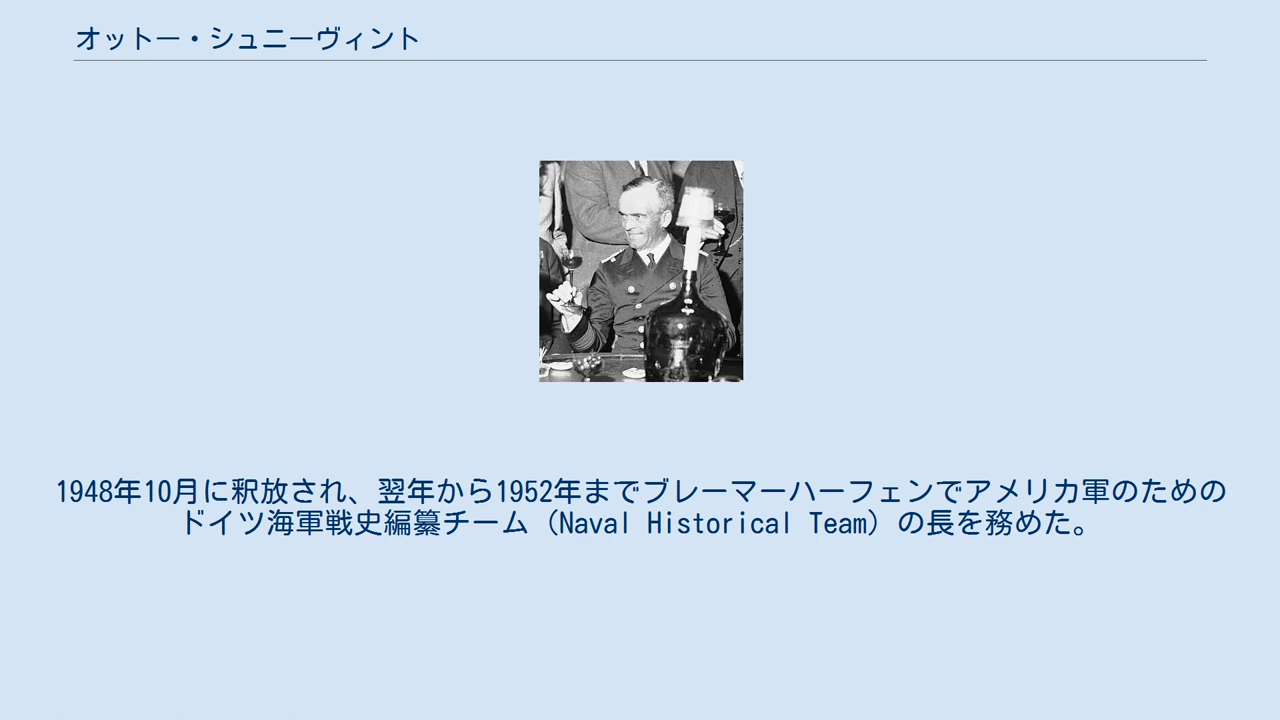 オットー・シュニーヴィント
1948年10月に釈放され、翌年から1952年までブレーマーハーフェンでアメリカ軍のための
ドイツ海軍戦史編纂チーム（Naval Historical Team）の長を務めた。